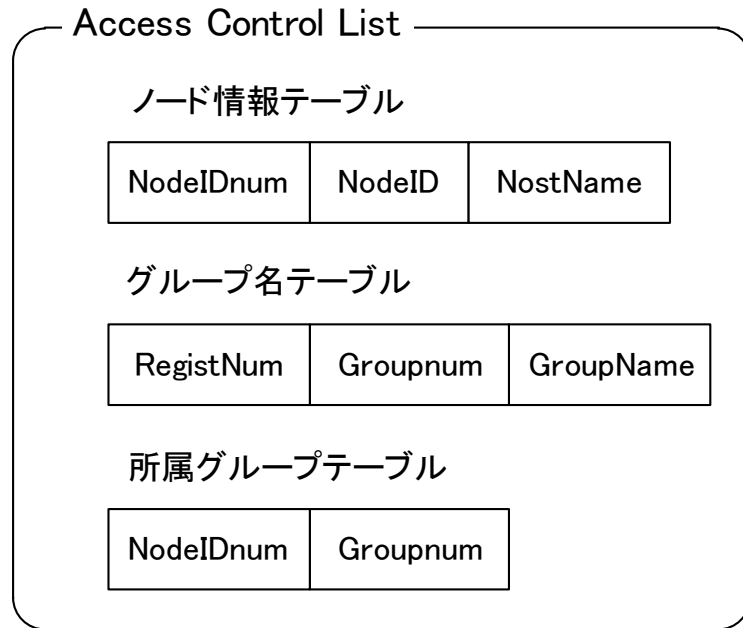 Access Control List
ノード情報テーブル
NodeIDnum NodeID NostName
グループ名テーブル
RegistNum Groupnum GroupName
所属グループテーブル
NodeIDnum Groupnum